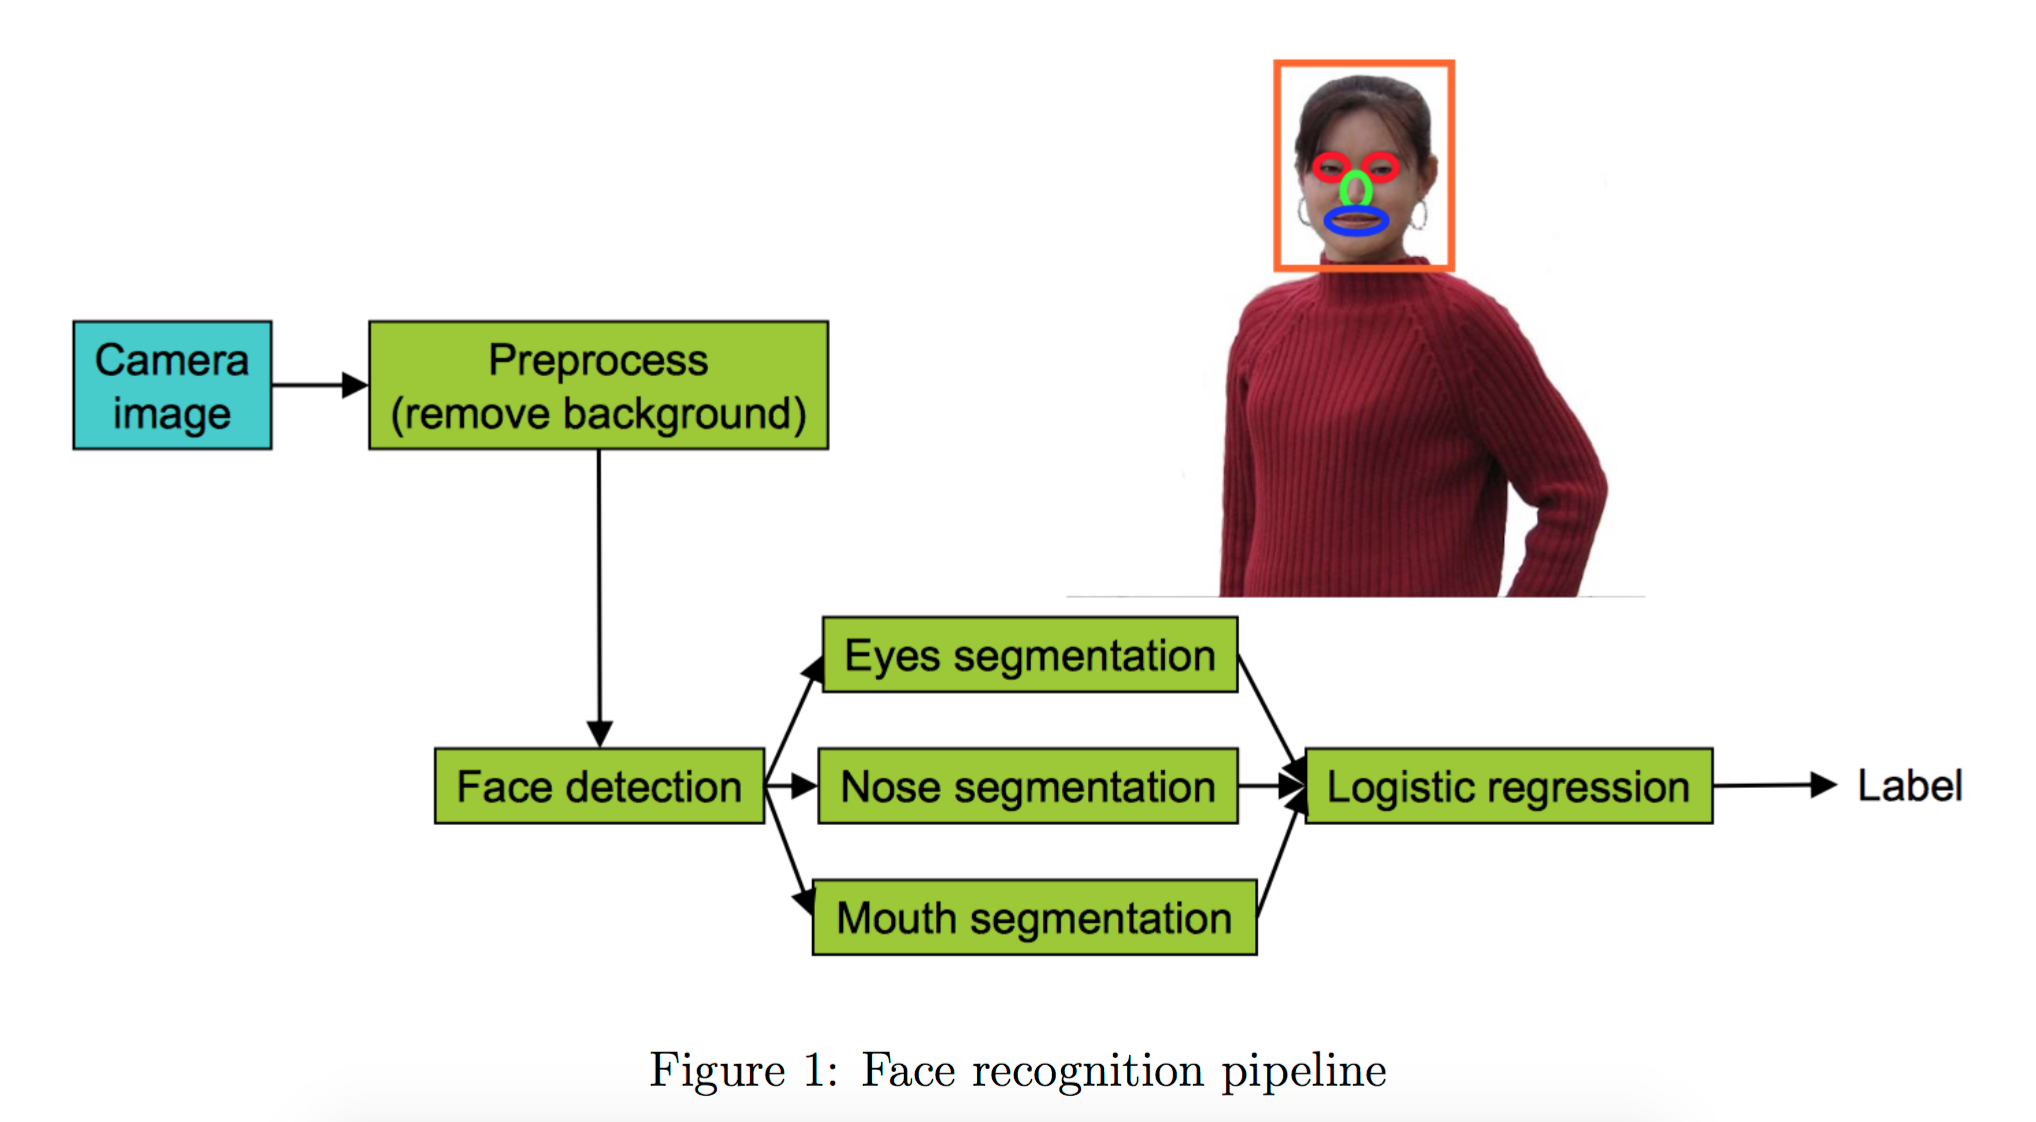 Camera
image
Preprocess
(remove background)
Eyes segmentation
Face detection
Nose segmentation
Logistic regression
Label
Mouth segmentation
Figure 1: Face recognition pipeline